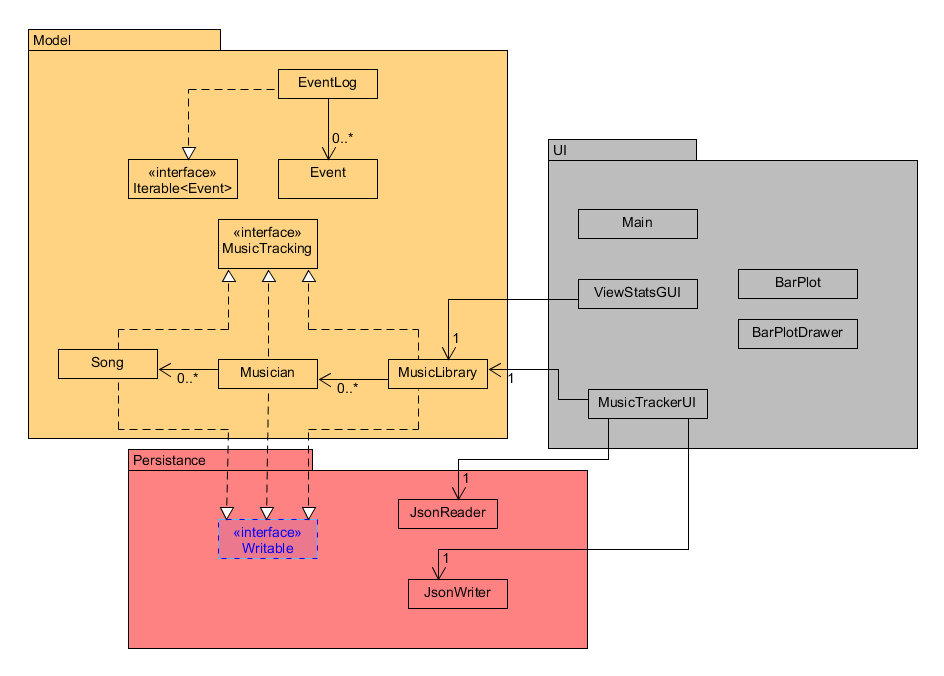 Model
EventLog
0..*
«interface»
Iterable<Event>
Event
«interface»
MusicTracking
Song
0..*
Musician
0..*
MusicLibrary
1
1
UI
Main
ViewStatsGUI
BarPlot
BarPlotDrawer
MusicTrackerUI
Persistance
1
JsonReader
«interface»
Writable
1
JsonWriter